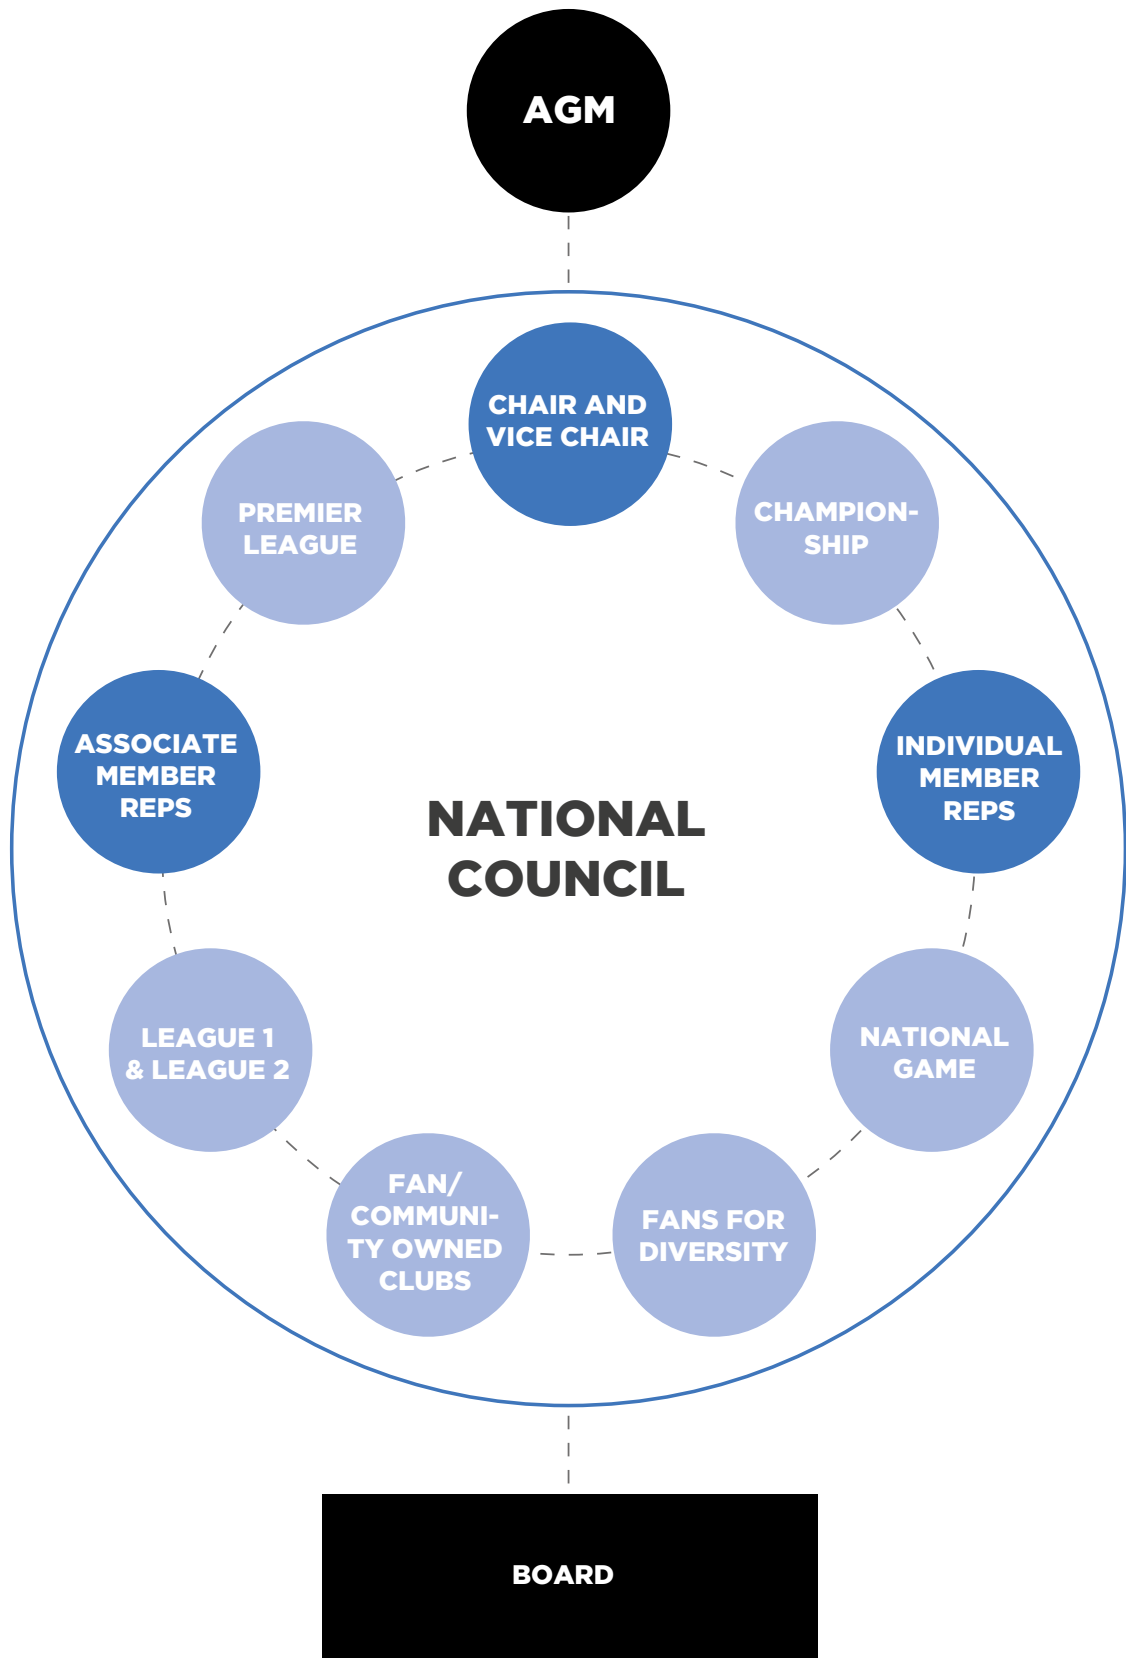 AGM
CHAIR AND
VICE CHAIR
PREMIER
LEAGUE
CHAMPION-
SHIP
ASSOCIATE
MEMBER
REPS
INDIVIDUAL
MEMBER
REPS
NATIONAL
COUNCIL
LEAGUE 1
& LEAGUE 2
NATIONAL
GAME
FAN/
COMMUNI-
TY OWNED
CLUBS
FANS FOR
DIVERSITY
BOARD